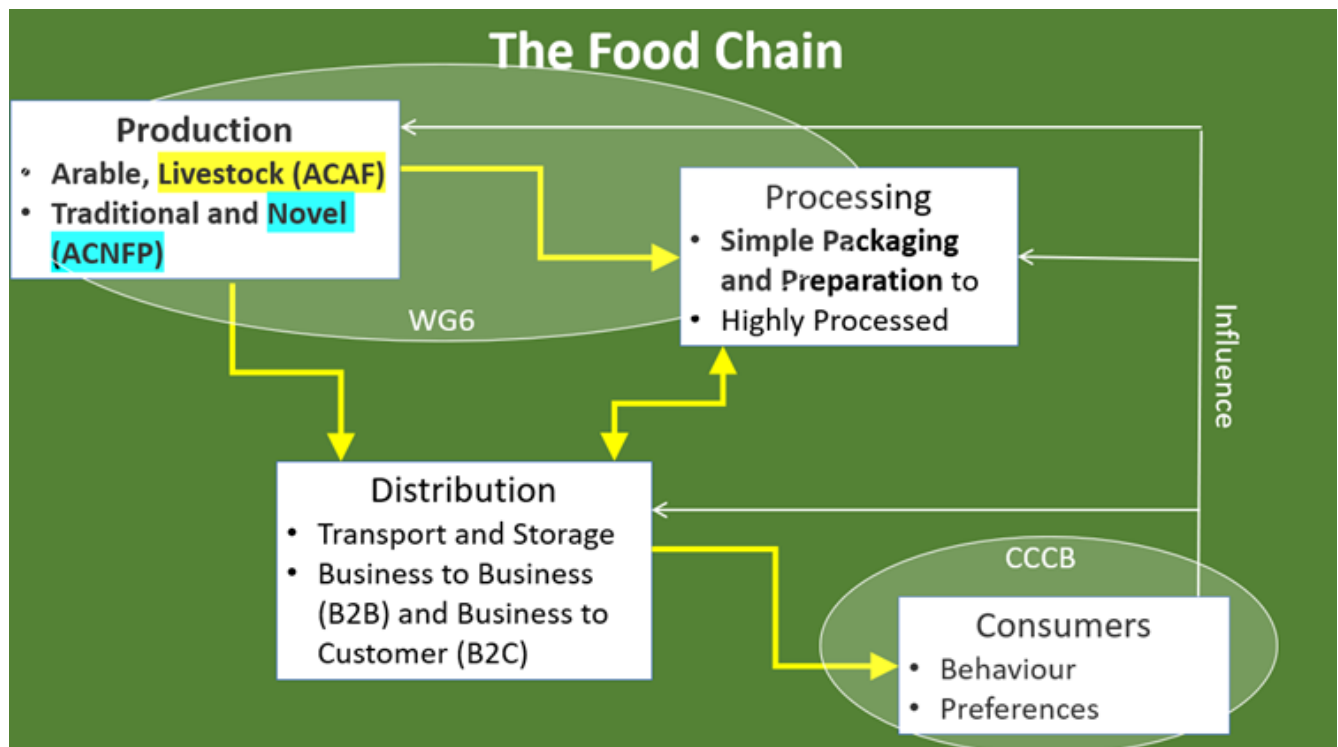 The Food Chain
Production
• Arable, Livestock (ACAF)
• Traditional and Novel
(ACNFP)
WG6
Processing
• Simple Packaging
and Preparation to
• Highly Processed
Influence
Distribution
• Transport and Storage
• Business to Business
(B2B) and Business to
Customer (B2C)
CCCB
Consumers
• Behaviour
• Preferences